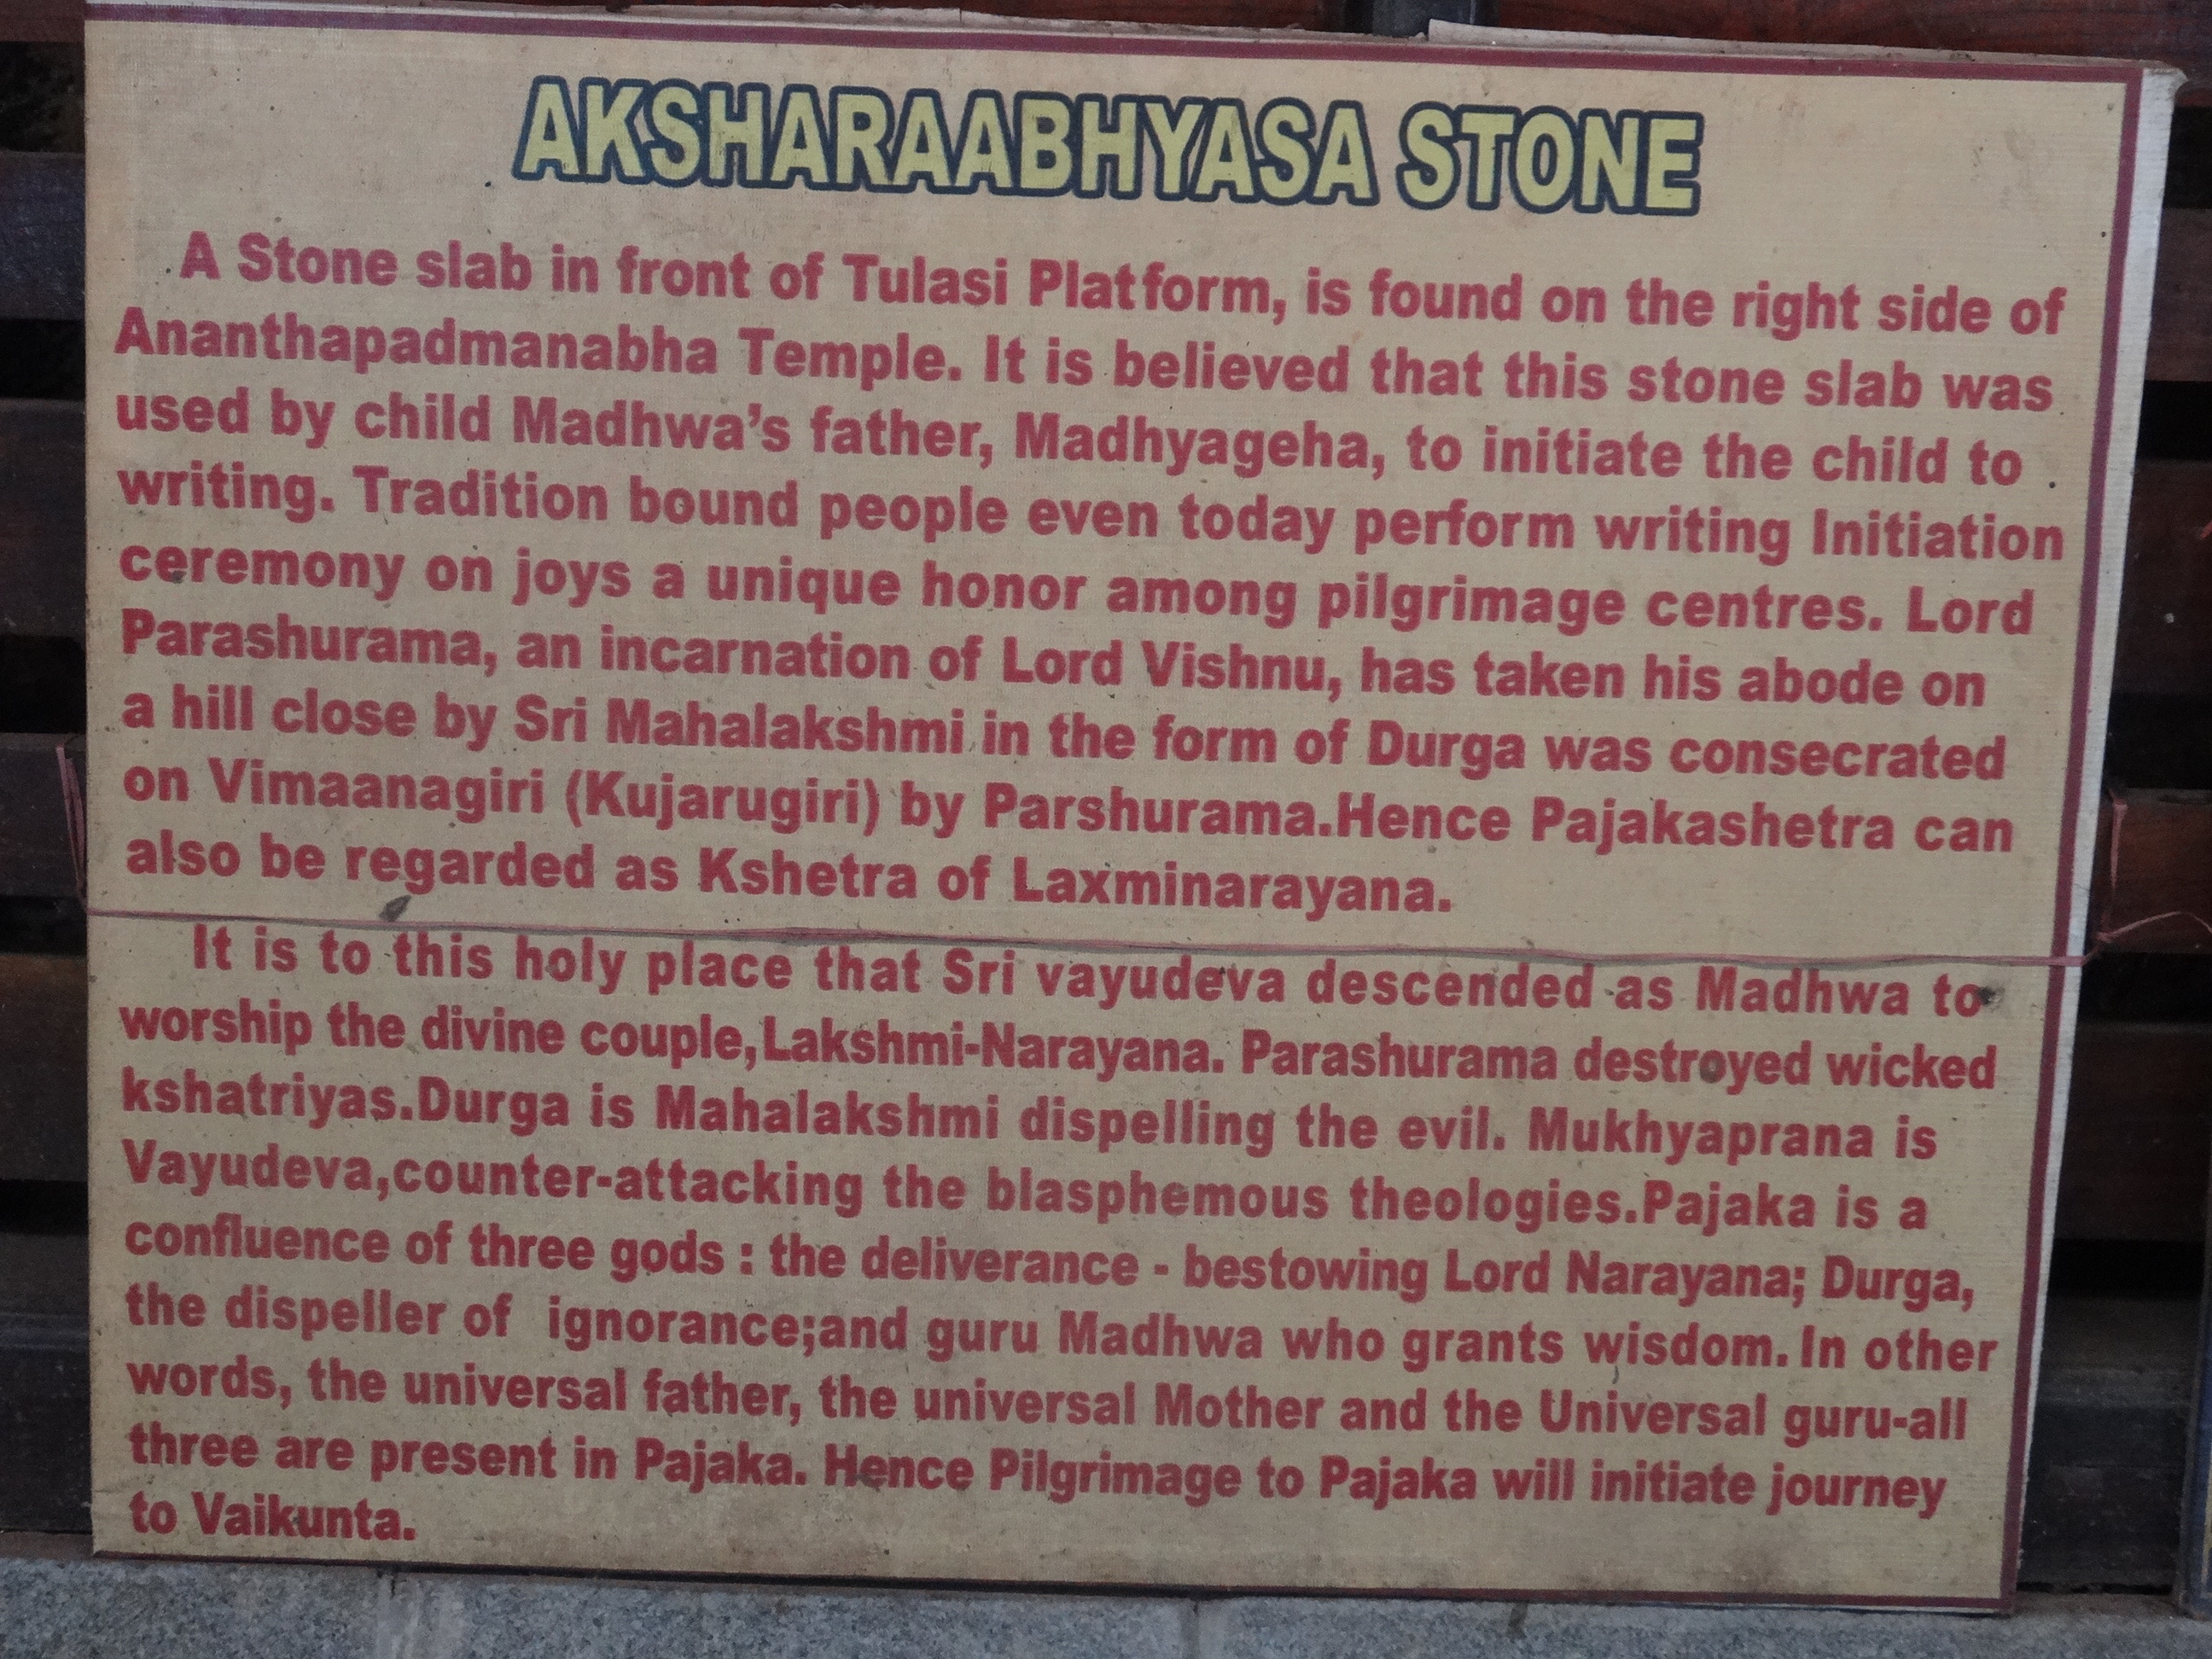 AKSHARAABHYASA STONE
A Stone slab in front of Tulasi Platform, is found on the right side of
Ananthapadmanabha Temple. It is believed that this stone slab was
used by child Madhwa's father, Madhyageha, to initiate the child to
writing. Tradition bound people even today perform writing Initiation
ceremony on joys a unique honor among pilgrimage centres. Lord
Parashurama, an incarnation of Lord Vishnu, has taken his abode on
a hill close by Sri Mahalakshmi in the form of Durga was consecrated
on Vimaanagiri (Kujarugiri) by Parshurama.Hence Pajakashetra can
also be regarded as Kshetra of Laxminarayana.
It is to this holy place that Sri vayudeva descended as Madhwa to
worship the divine couple,Lakshmi-Narayana. Parashurama destroyed wicked
kshatriyas.Durga is Mahalakshmi dispelling the evil. Mukhyaprana is
Vayudeva,counter-attacking the blasphemous theologies.Pajaka is a
confluence of three gods : the deliverance - bestowing Lord Narayana; Durga,
the dispeller of ignorance;and guru Madhwa who grants wisdom. In other
words, the universal father, the universal Mother and the Universal guru-all
three are present in Pajaka. Hence Pilgrimage to Pajaka will initiate journey
to Vaikunta.